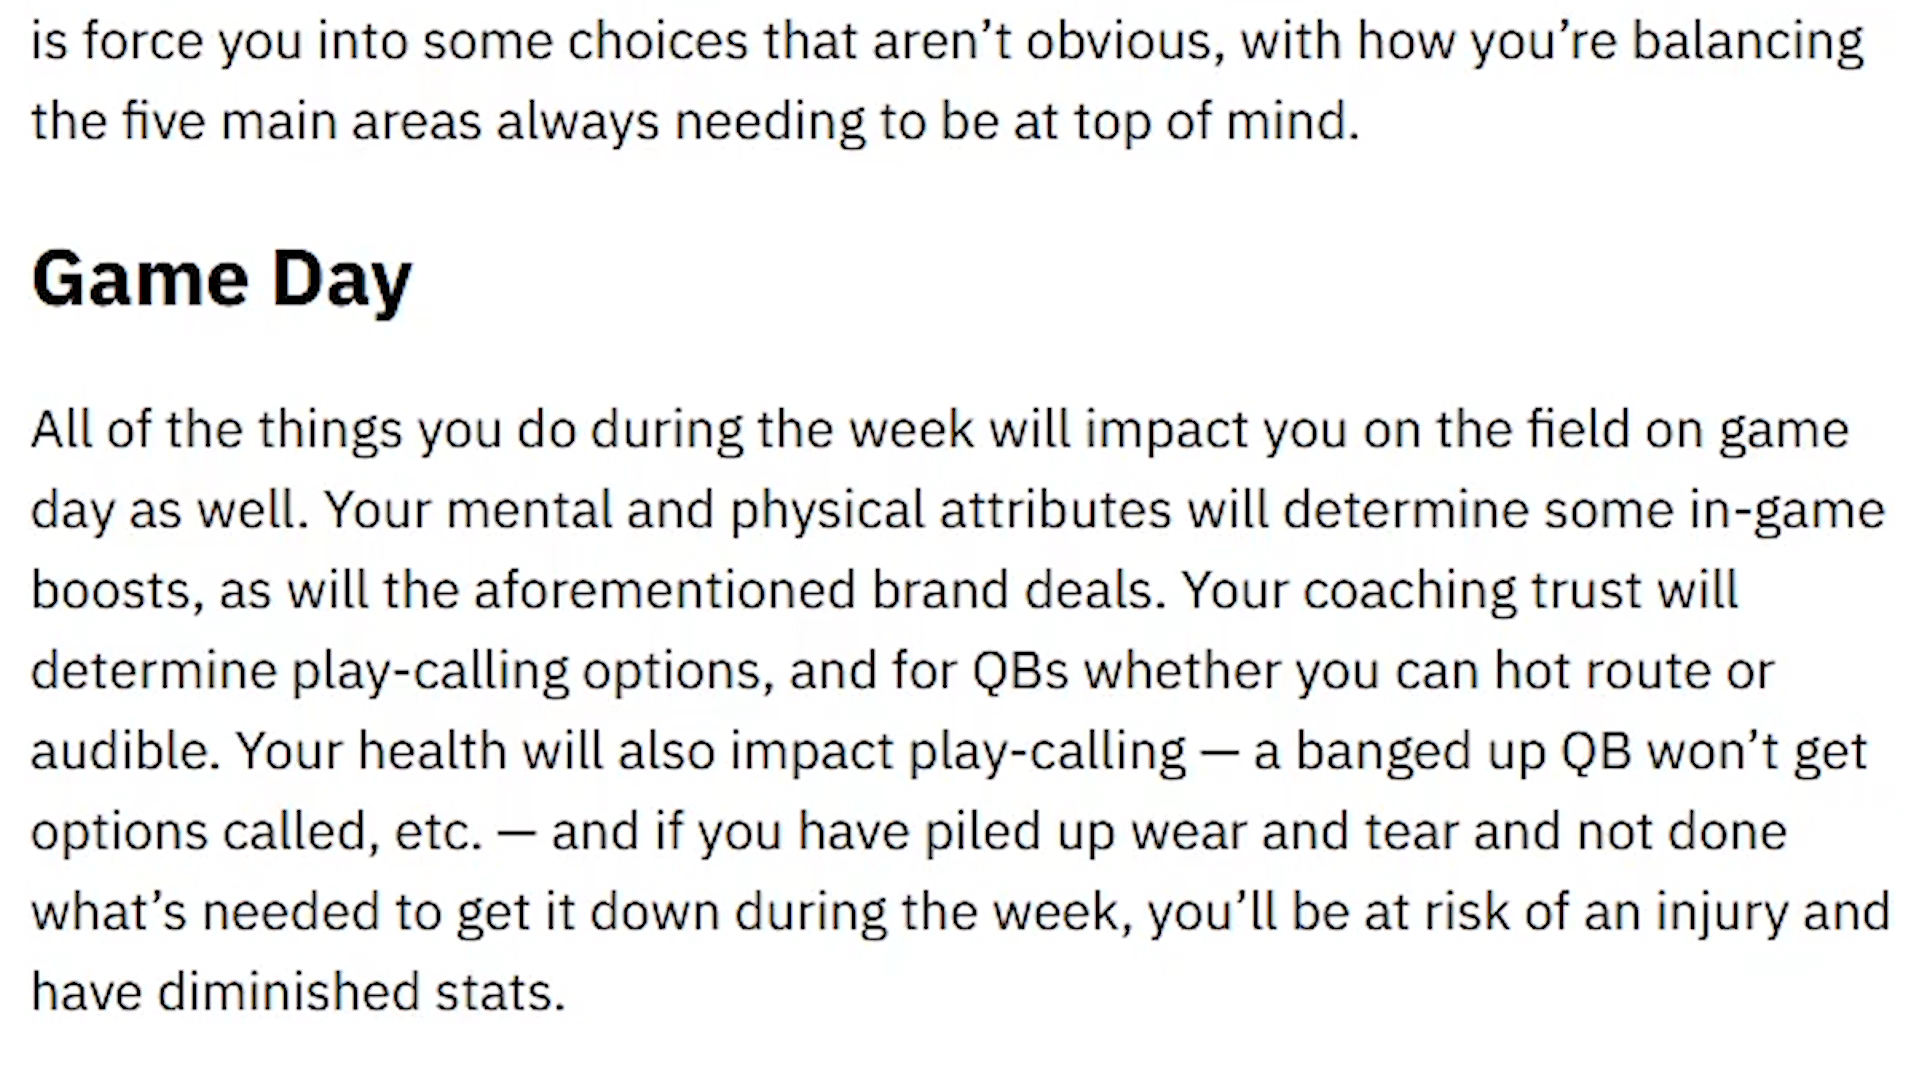 is force you into some choices that aren’t obvious, with how you’re balancing
the five main areas always needing to be at top of mind.
Game Day
All of the things you do during the week will impact you on the field on game
day as well. Your mental and physical attributes will determine some in-game
boosts, as will the aforementioned brand deals. Your coaching trust will
determine play-calling options, and for QBs whether you can hot route or
audible. Your health will also impact play-calling — a banged up QB won’t get
options called, etc. — and if you have piled up wear and tear and not done
what’s needed to get it down during the week, you’ll be at risk of an injury and
have diminished stats.